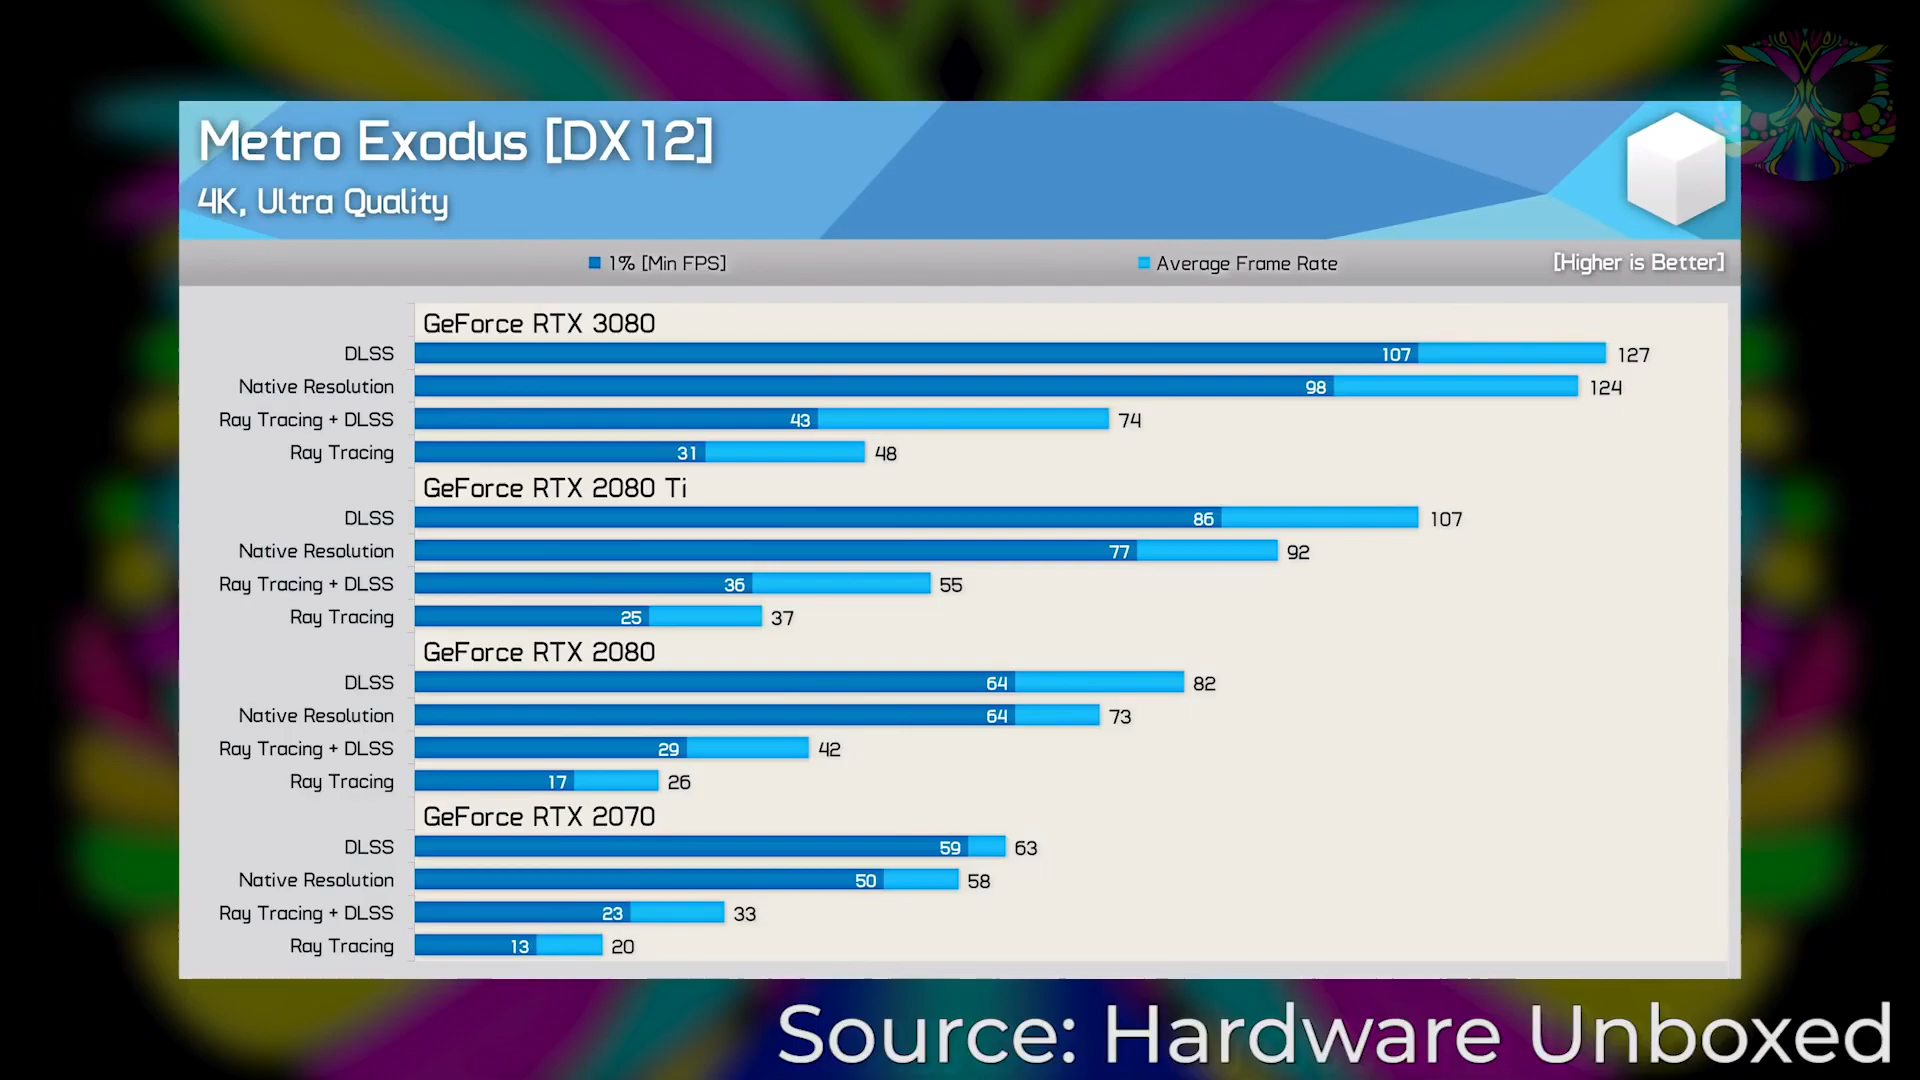 Metro Exodus [DX12]
4K, Ultra Quality
1% [Min FPS] Average Frame Rate [Higher is Better]
GeForce RTX 3080
DLSS 107 127
Native Resolution 98 124
Ray Tracing + DLSS 43 74
Ray Tracing 31 48
GeForce RTX 2080 Ti
DLSS 86 107
Native Resolution 77 92
Ray Tracing + DLSS 36 55
Ray Tracing 25 37
GeForce RTX 2080
DLSS 64 82
Native Resolution 64 73
Ray Tracing + DLSS 29 42
Ray Tracing 17 26
GeForce RTX 2070
DLSS 59 63
Native Resolution 50 58
Ray Tracing + DLSS 23 33
Ray Tracing 13 20
Source: Hardware Unboxed